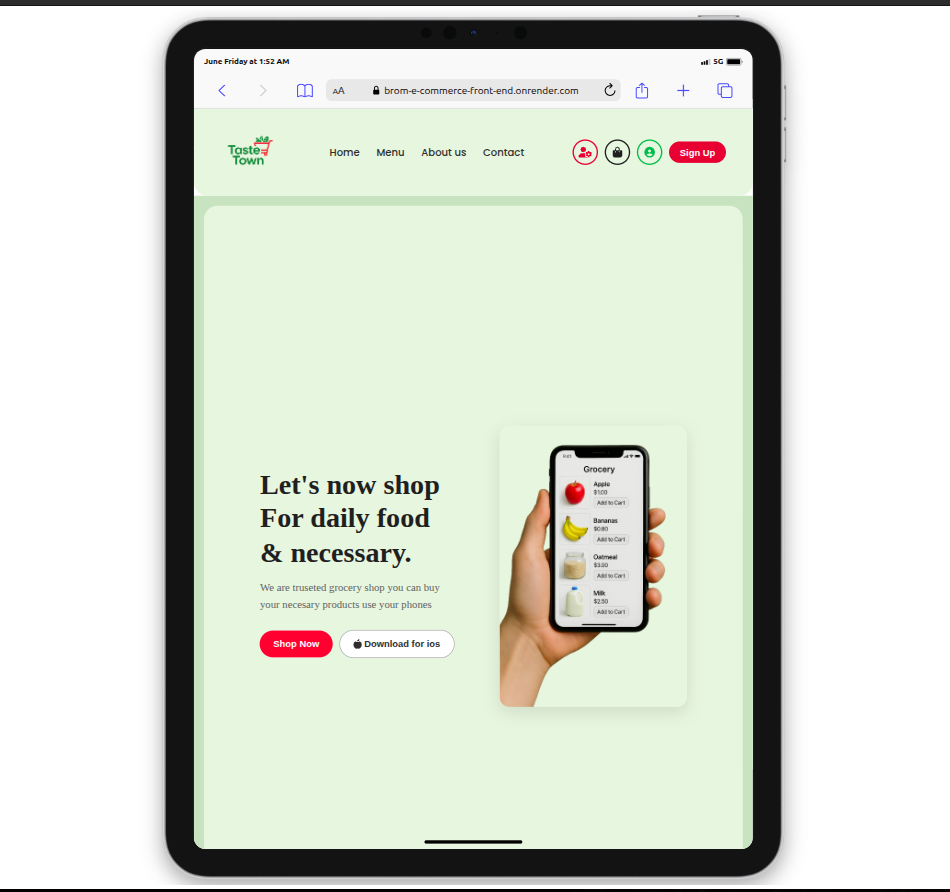 June Friday at 1:52 AM
5G
AA
brom-e-commerce-front-end.onrender.com
Taste
Town
Home Menu About us Contact
Sign Up
Let's now shop
For daily food
& necessary.
We are truseted grocery shop you can buy
your necesary products use your phones
Shop Now
Download for ios
9:41
Grocery
Apple
$1.00
Add to Cart
Bananas
$0.80
Add to Cart
Oatmeal
$3.00
Add to Cart
Milk
$2.50
Add to Cart